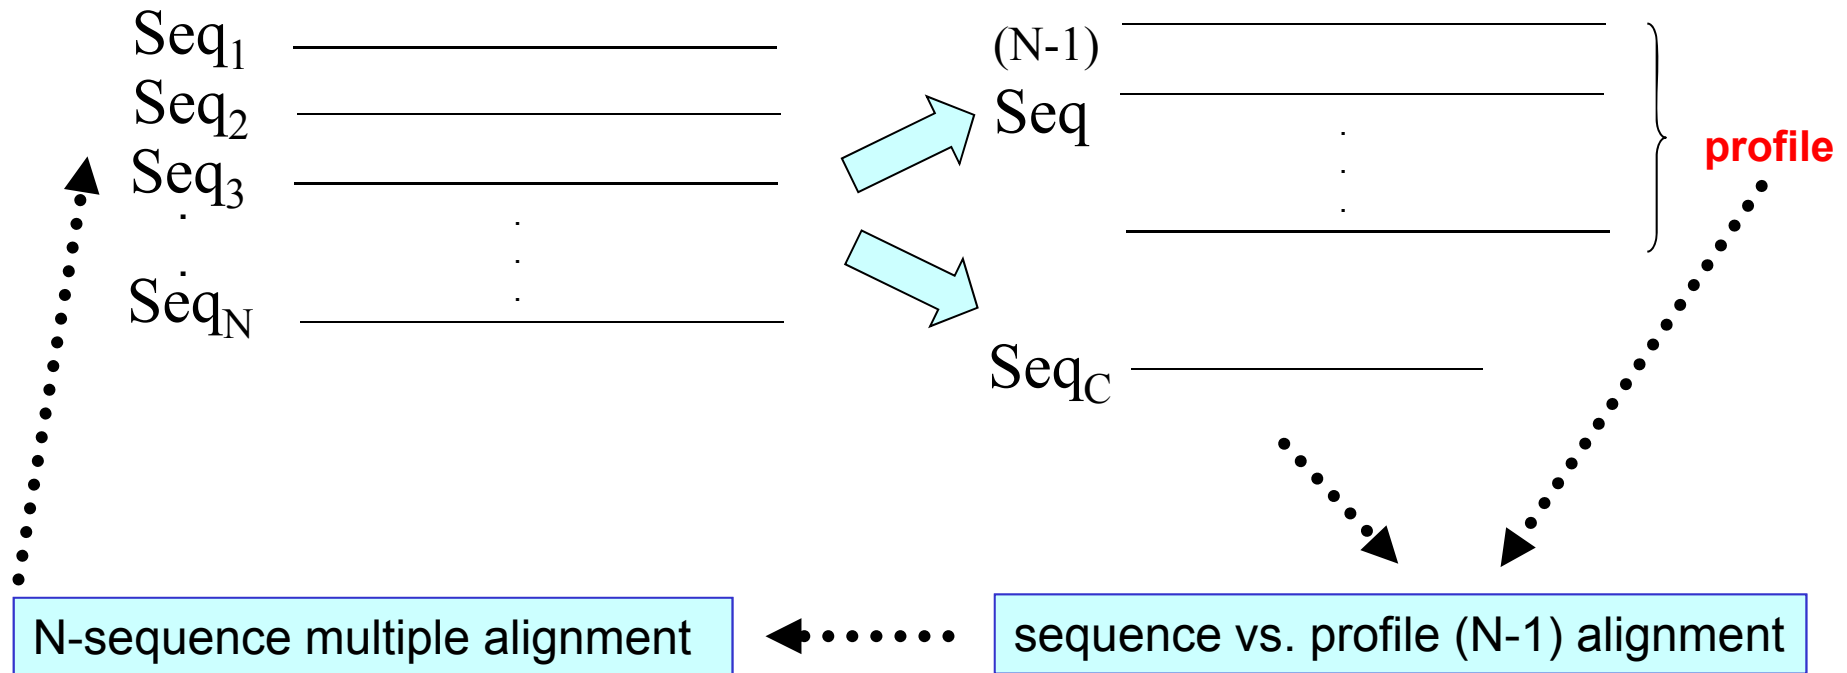 Seq1
Seq2
Seq3
SeqN
(N-1)
Seq
profile
SeqC
N-sequence multiple alignment
sequence vs. profile (N-1) alignment